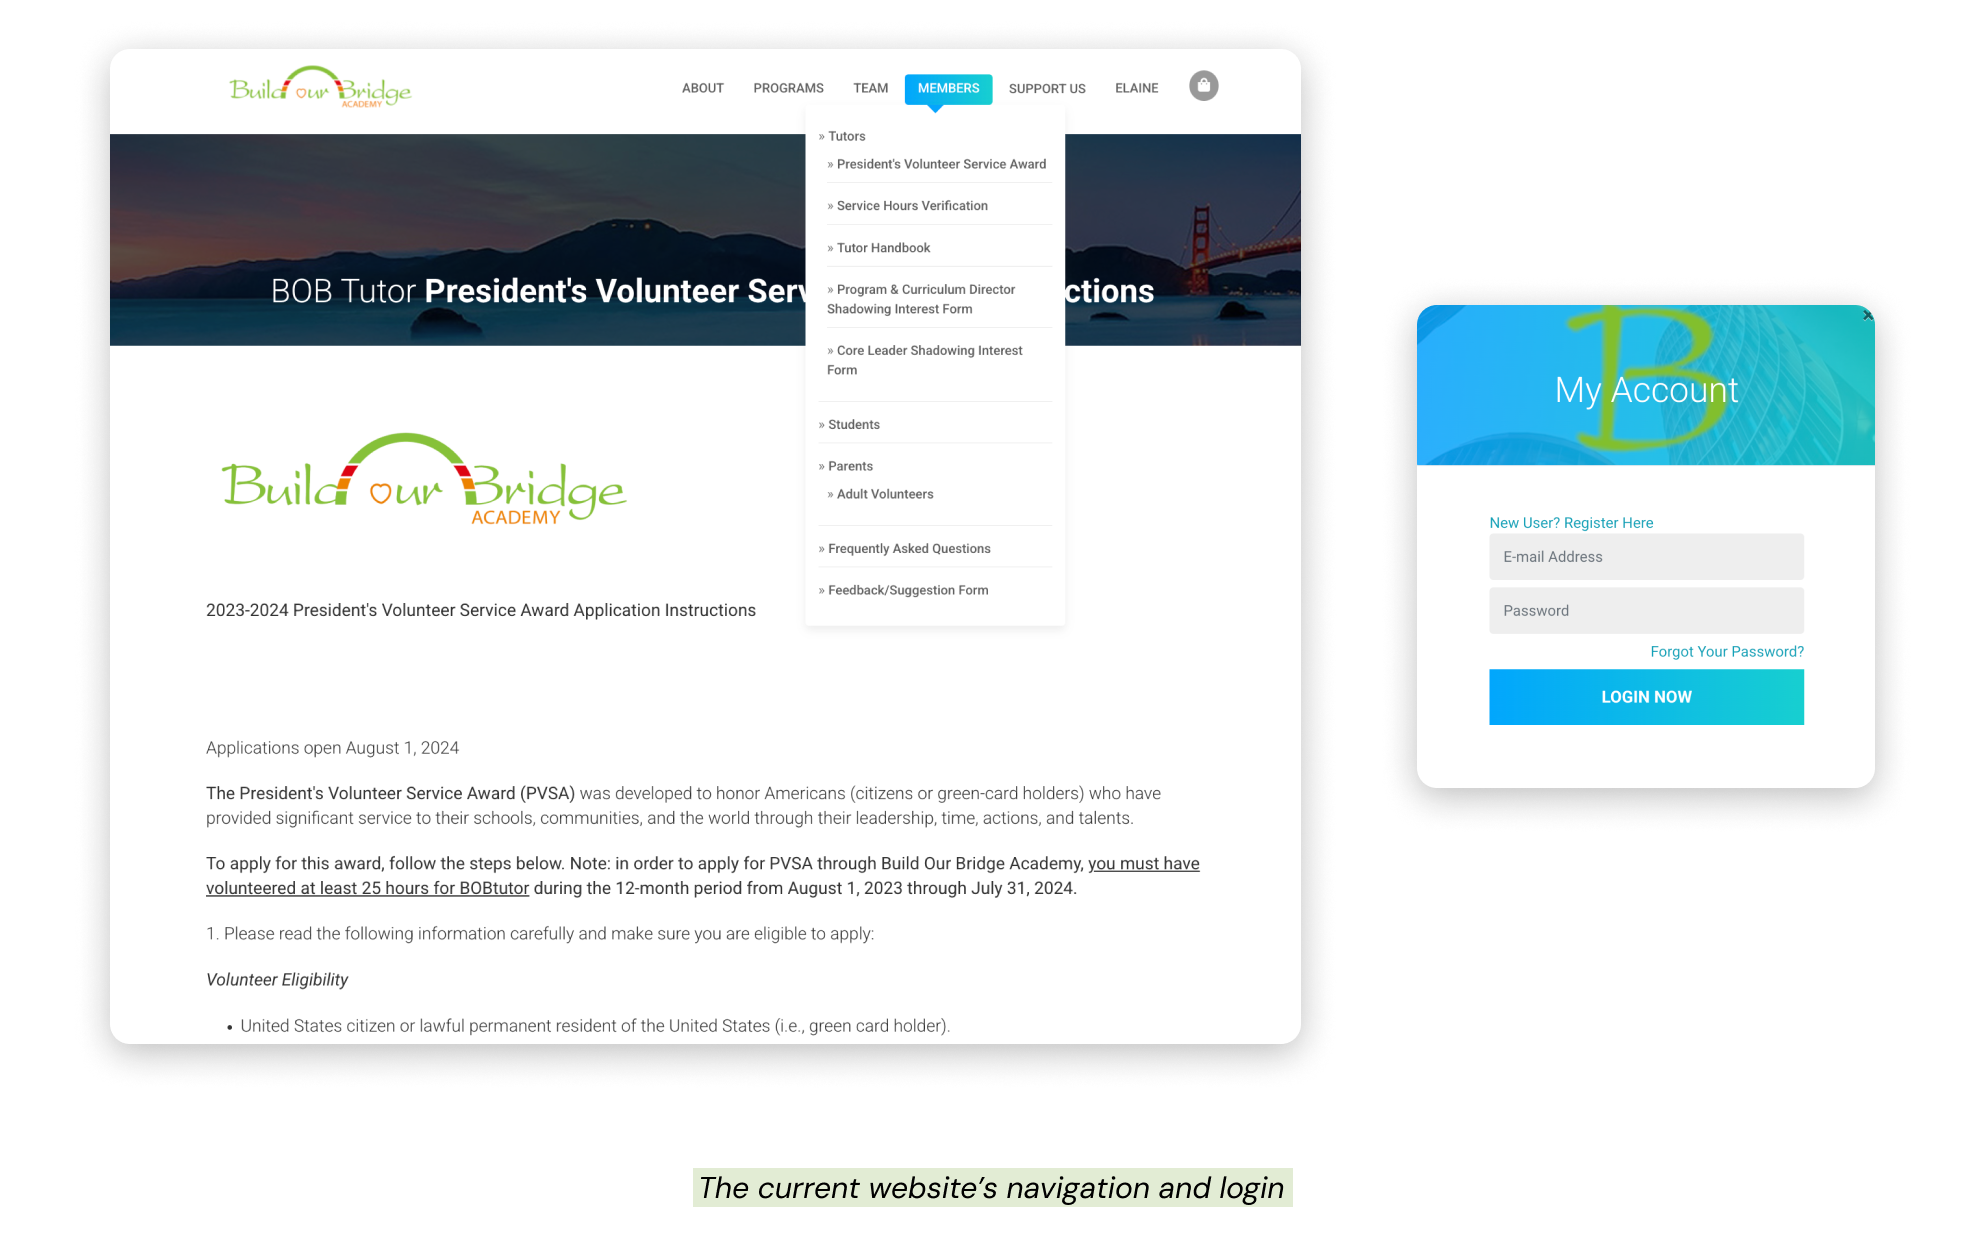 Build our Bridge
ACADEMY
ABOUT PROGRAMS TEAM MEMBERS SUPPORT US ELAINE
» Tutors
» President's Volunteer Service Award
» Service Hours Verification
» Tutor Handbook
» Program & Curriculum Director
Shadowing Interest Form
» Core Leader Shadowing Interest
Form
» Students
» Parents
» Adult Volunteers
» Frequently Asked Questions
» Feedback/Suggestion Form
BOB Tutor President's Volunteer Serv ctions
Build our Bridge
ACADEMY
2023-2024 President's Volunteer Service Award Application Instructions
Applications open August 1, 2024
The President's Volunteer Service Award (PVSA) was developed to honor Americans (citizens or green-card holders) who have
provided significant service to their schools, communities, and the world through their leadership, time, actions, and talents.
To apply for this award, follow the steps below. Note: in order to apply for PVSA through Build Our Bridge Academy, you must have
volunteered at least 25 hours for BOBtutor during the 12-month period from August 1, 2023 through July 31, 2024.
1. Please read the following information carefully and make sure you are eligible to apply:
Volunteer Eligibility
• United States citizen or lawful permanent resident of the United States (i.e., green card holder).
×
B
My Account
New User? Register Here
E-mail Address
Password
Forgot Your Password?
LOGIN NOW
The current website’s navigation and login